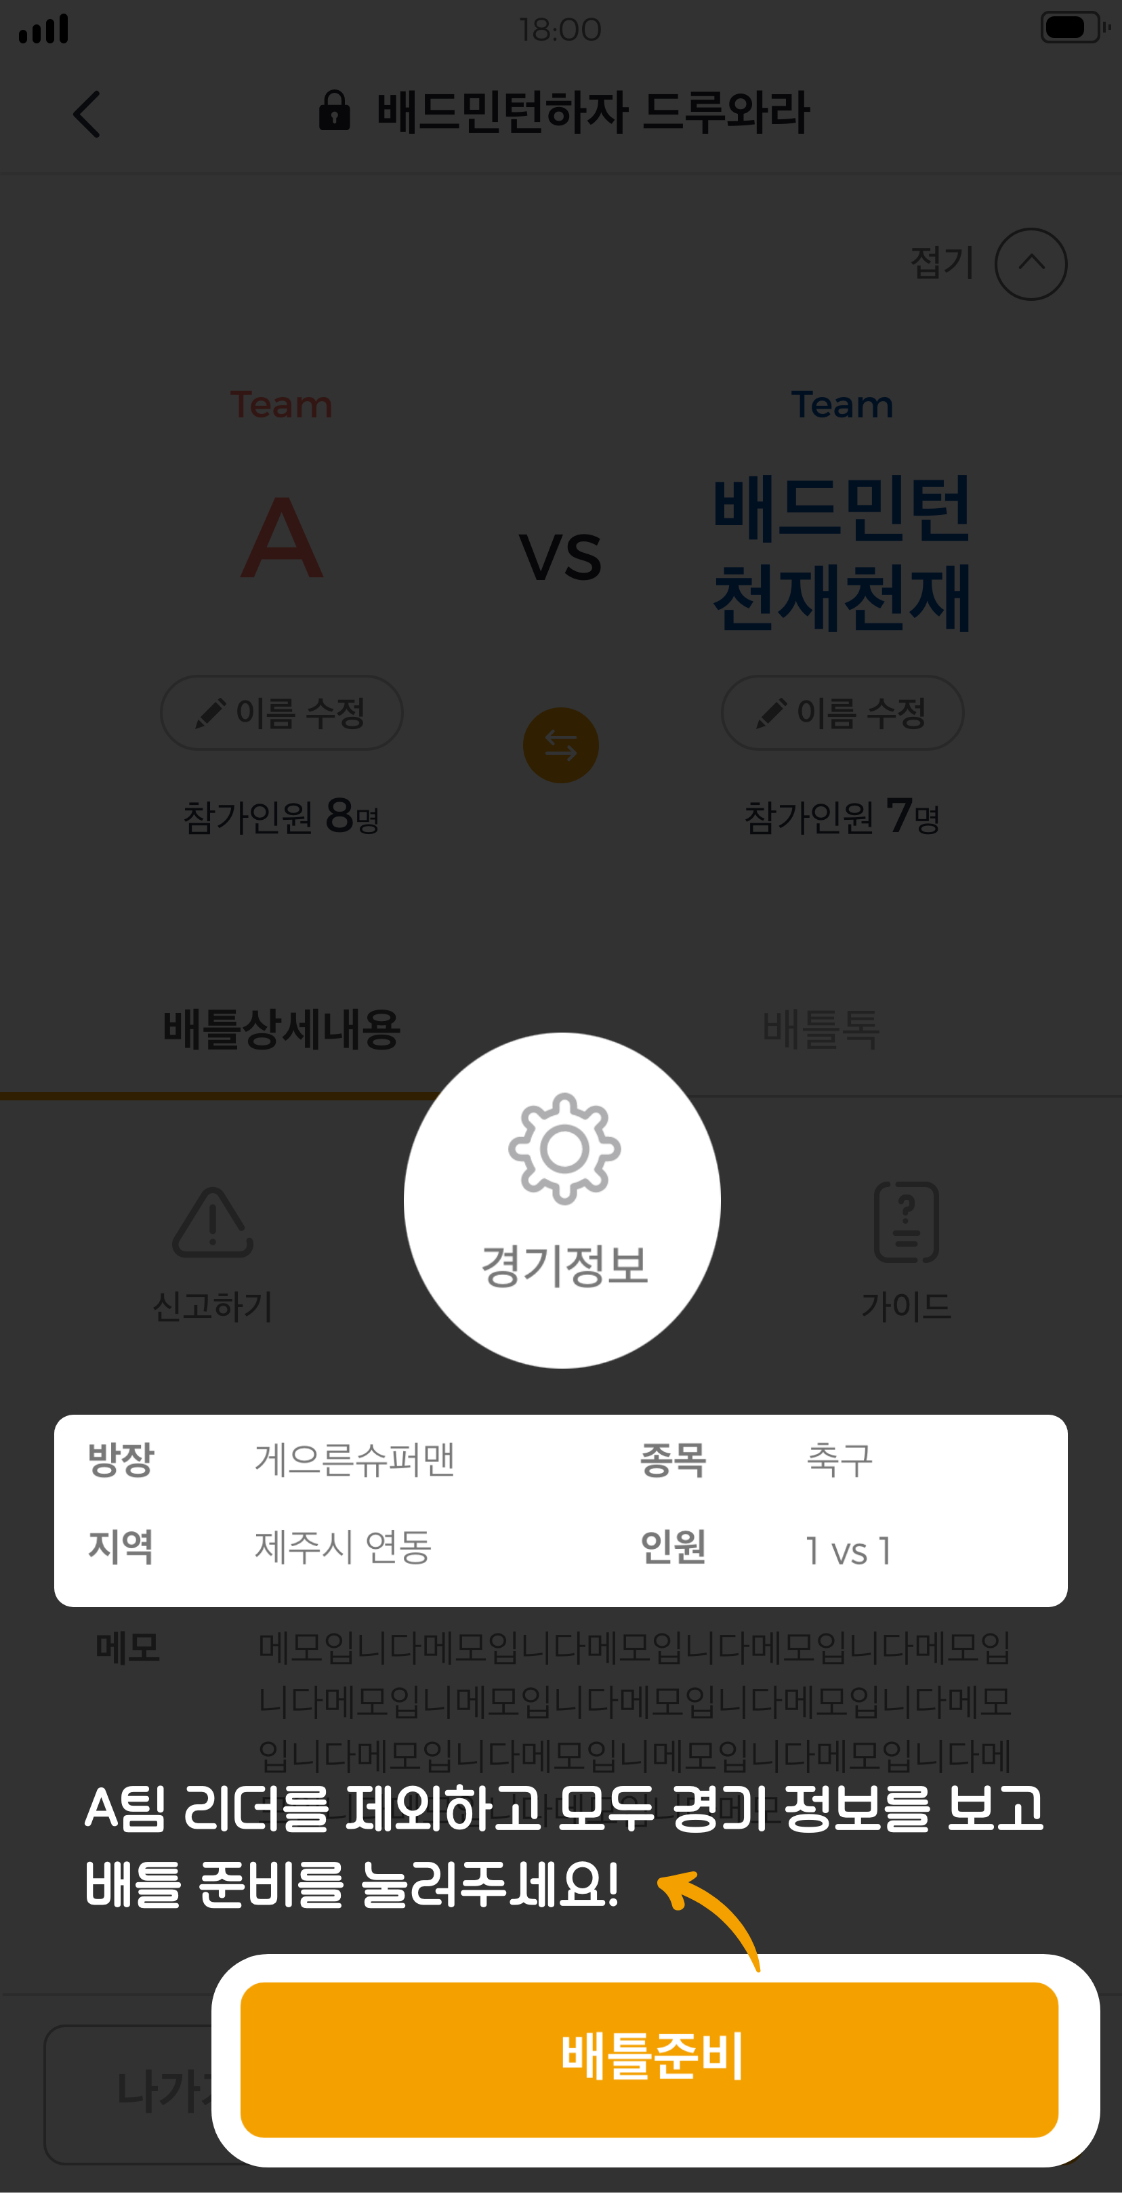 18:00
배드민턴하자 드루와라
접기
Team
Team
A
vs
배드민턴
천재천재
이름 수정
이름 수정
참가인원 8명
참가인원 7명
배틀상세내용
배틀톡
경기정보
신고하기
가이드
방장 게으른슈퍼맨 종목 축구
지역 제주시 연동 인원 1 vs 1
메모 메모입니다메모입니다메모입니다메모입니다메모입
니다메모입니메모입니다메모입니다메모입니다메모
입니다메모입니다메모입니메모입니다메모입니다메
A팀 리더를 제외하고 모두 경기 정보를 보고
배틀 준비를 눌러주세요!
배틀준비